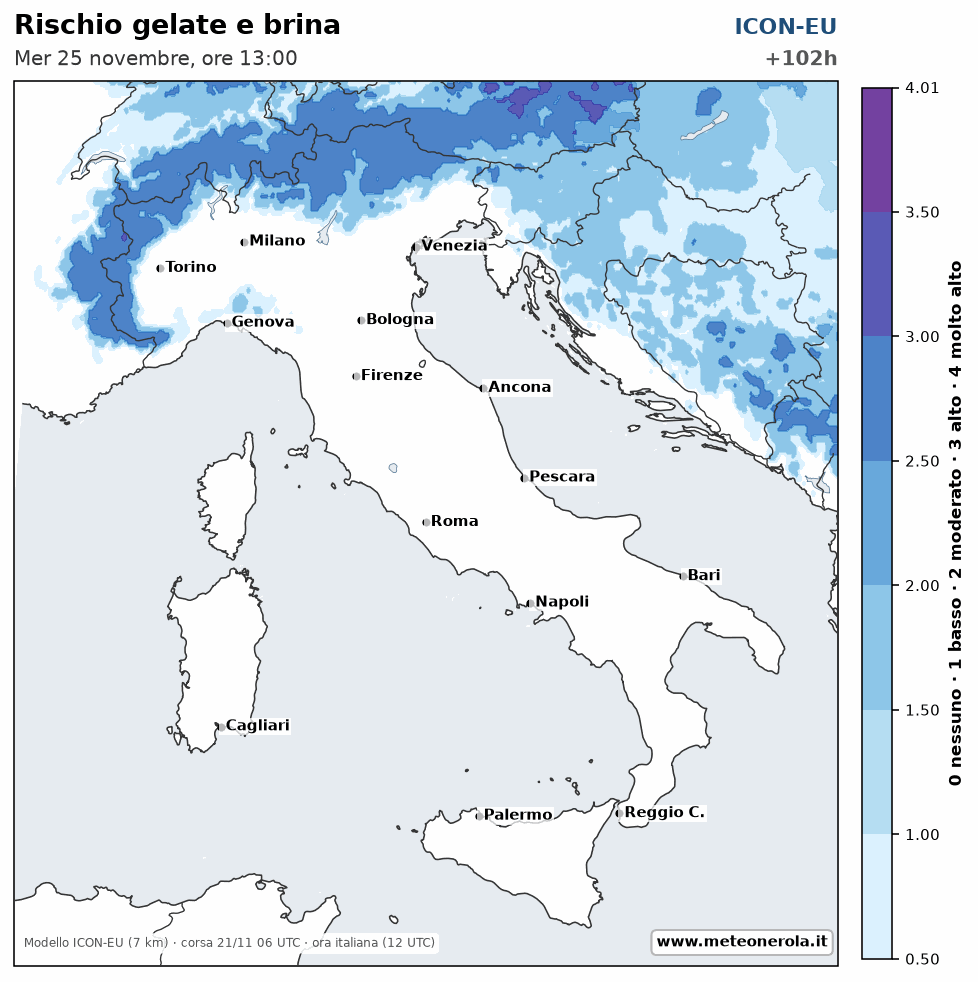 Rischio gelate e brina
ICON-EU
Mer 25 novembre, ore 13:00
+102h
4.01
3.50
3.00
2.50
2.00
1.50
1.00
0.50
0 nessuno · 1 basso · 2 moderato · 3 alto · 4 molto alto
Milano
Venezia
Torino
Genova
Bologna
Firenze
Ancona
Pescara
Roma
Bari
Napoli
Cagliari
Palermo
Reggio C.
Modello ICON-EU (7 km) · corsa 21/11 06 UTC · ora italiana (12 UTC)
www.meteonerola.it